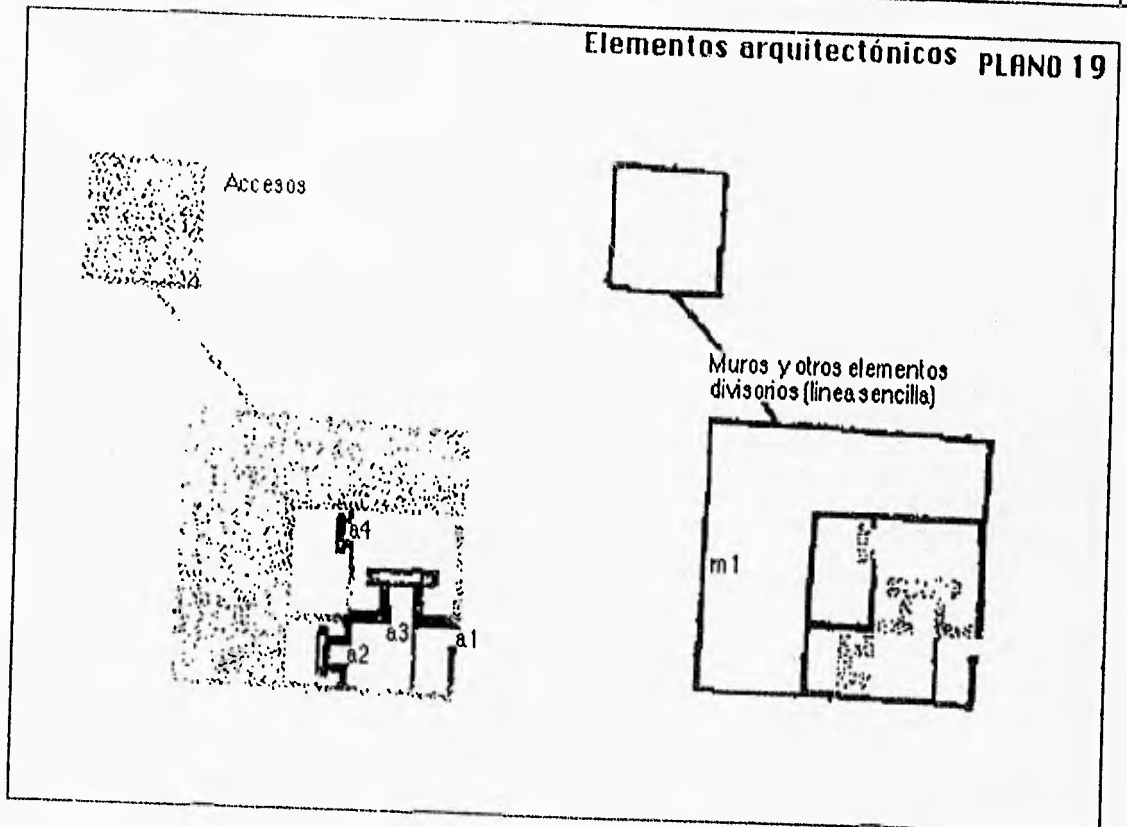 Elementos arquitectónicos PLANO 19
Accesos
a4
a3
a1
a2
Muros y otros elementos
divisorios (linea sencilla)
m1